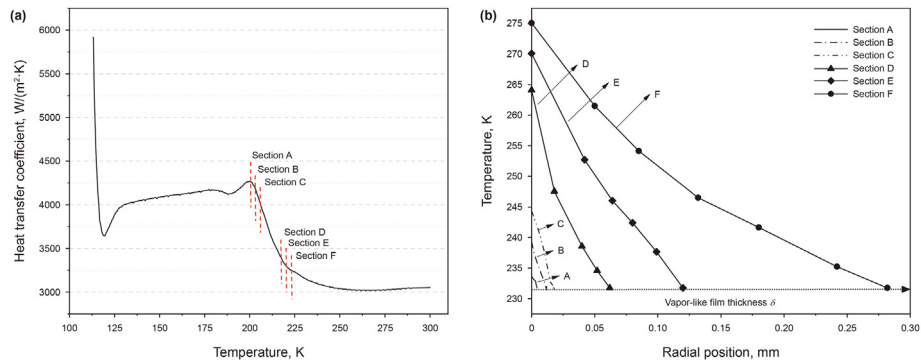 (a)
Heat transfer coefficient, W/(m²·K)
6000
5500
5000
4500
4000
3500
3000
100
125
150
175
200
225
250
275
300
Temperature, K
Section A
Section B
Section C
Section D
Section E
Section F
(b)
Temperature, K
275
270
265
260
255
250
245
240
235
230
0
0.05
0.10
0.15
0.20
0.25
0.30
Radial position, mm
Section A
Section B
Section C
Section D
Section E
Section F
D
E
F
C
B
A
Vapor-like film thickness δ